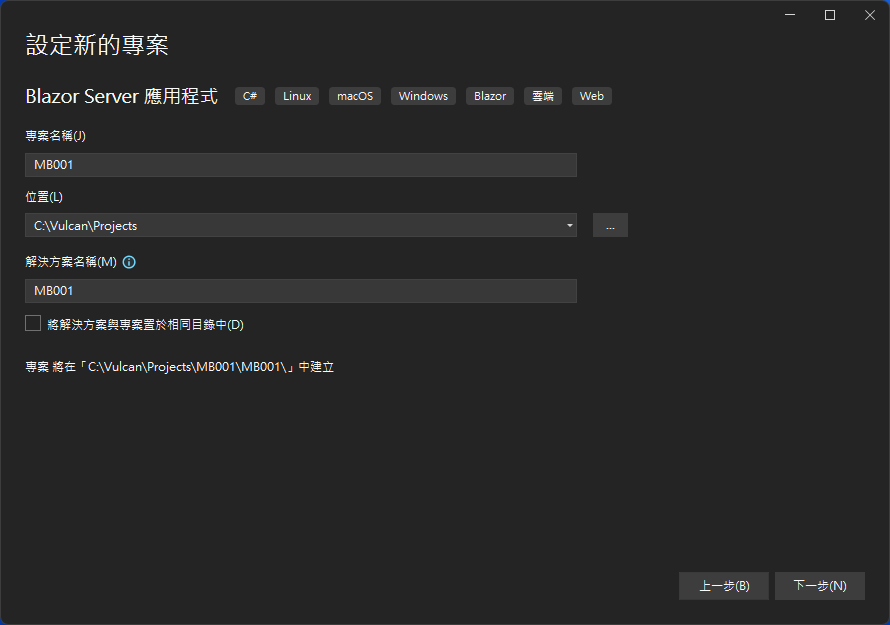 設定新的專案
Blazor Server 應用程式 C# Linux macOS Windows Blazor 雲端 Web
專案名稱(J)
MB001
位置(L)
C:\Vulcan\Projects ...
解決方案名稱(M)
MB001
將解決方案與專案置於相同目錄中(D)
專案 將在「C:\Vulcan\Projects\MB001\MB001\」中建立
上一步(B) 下一步(N)